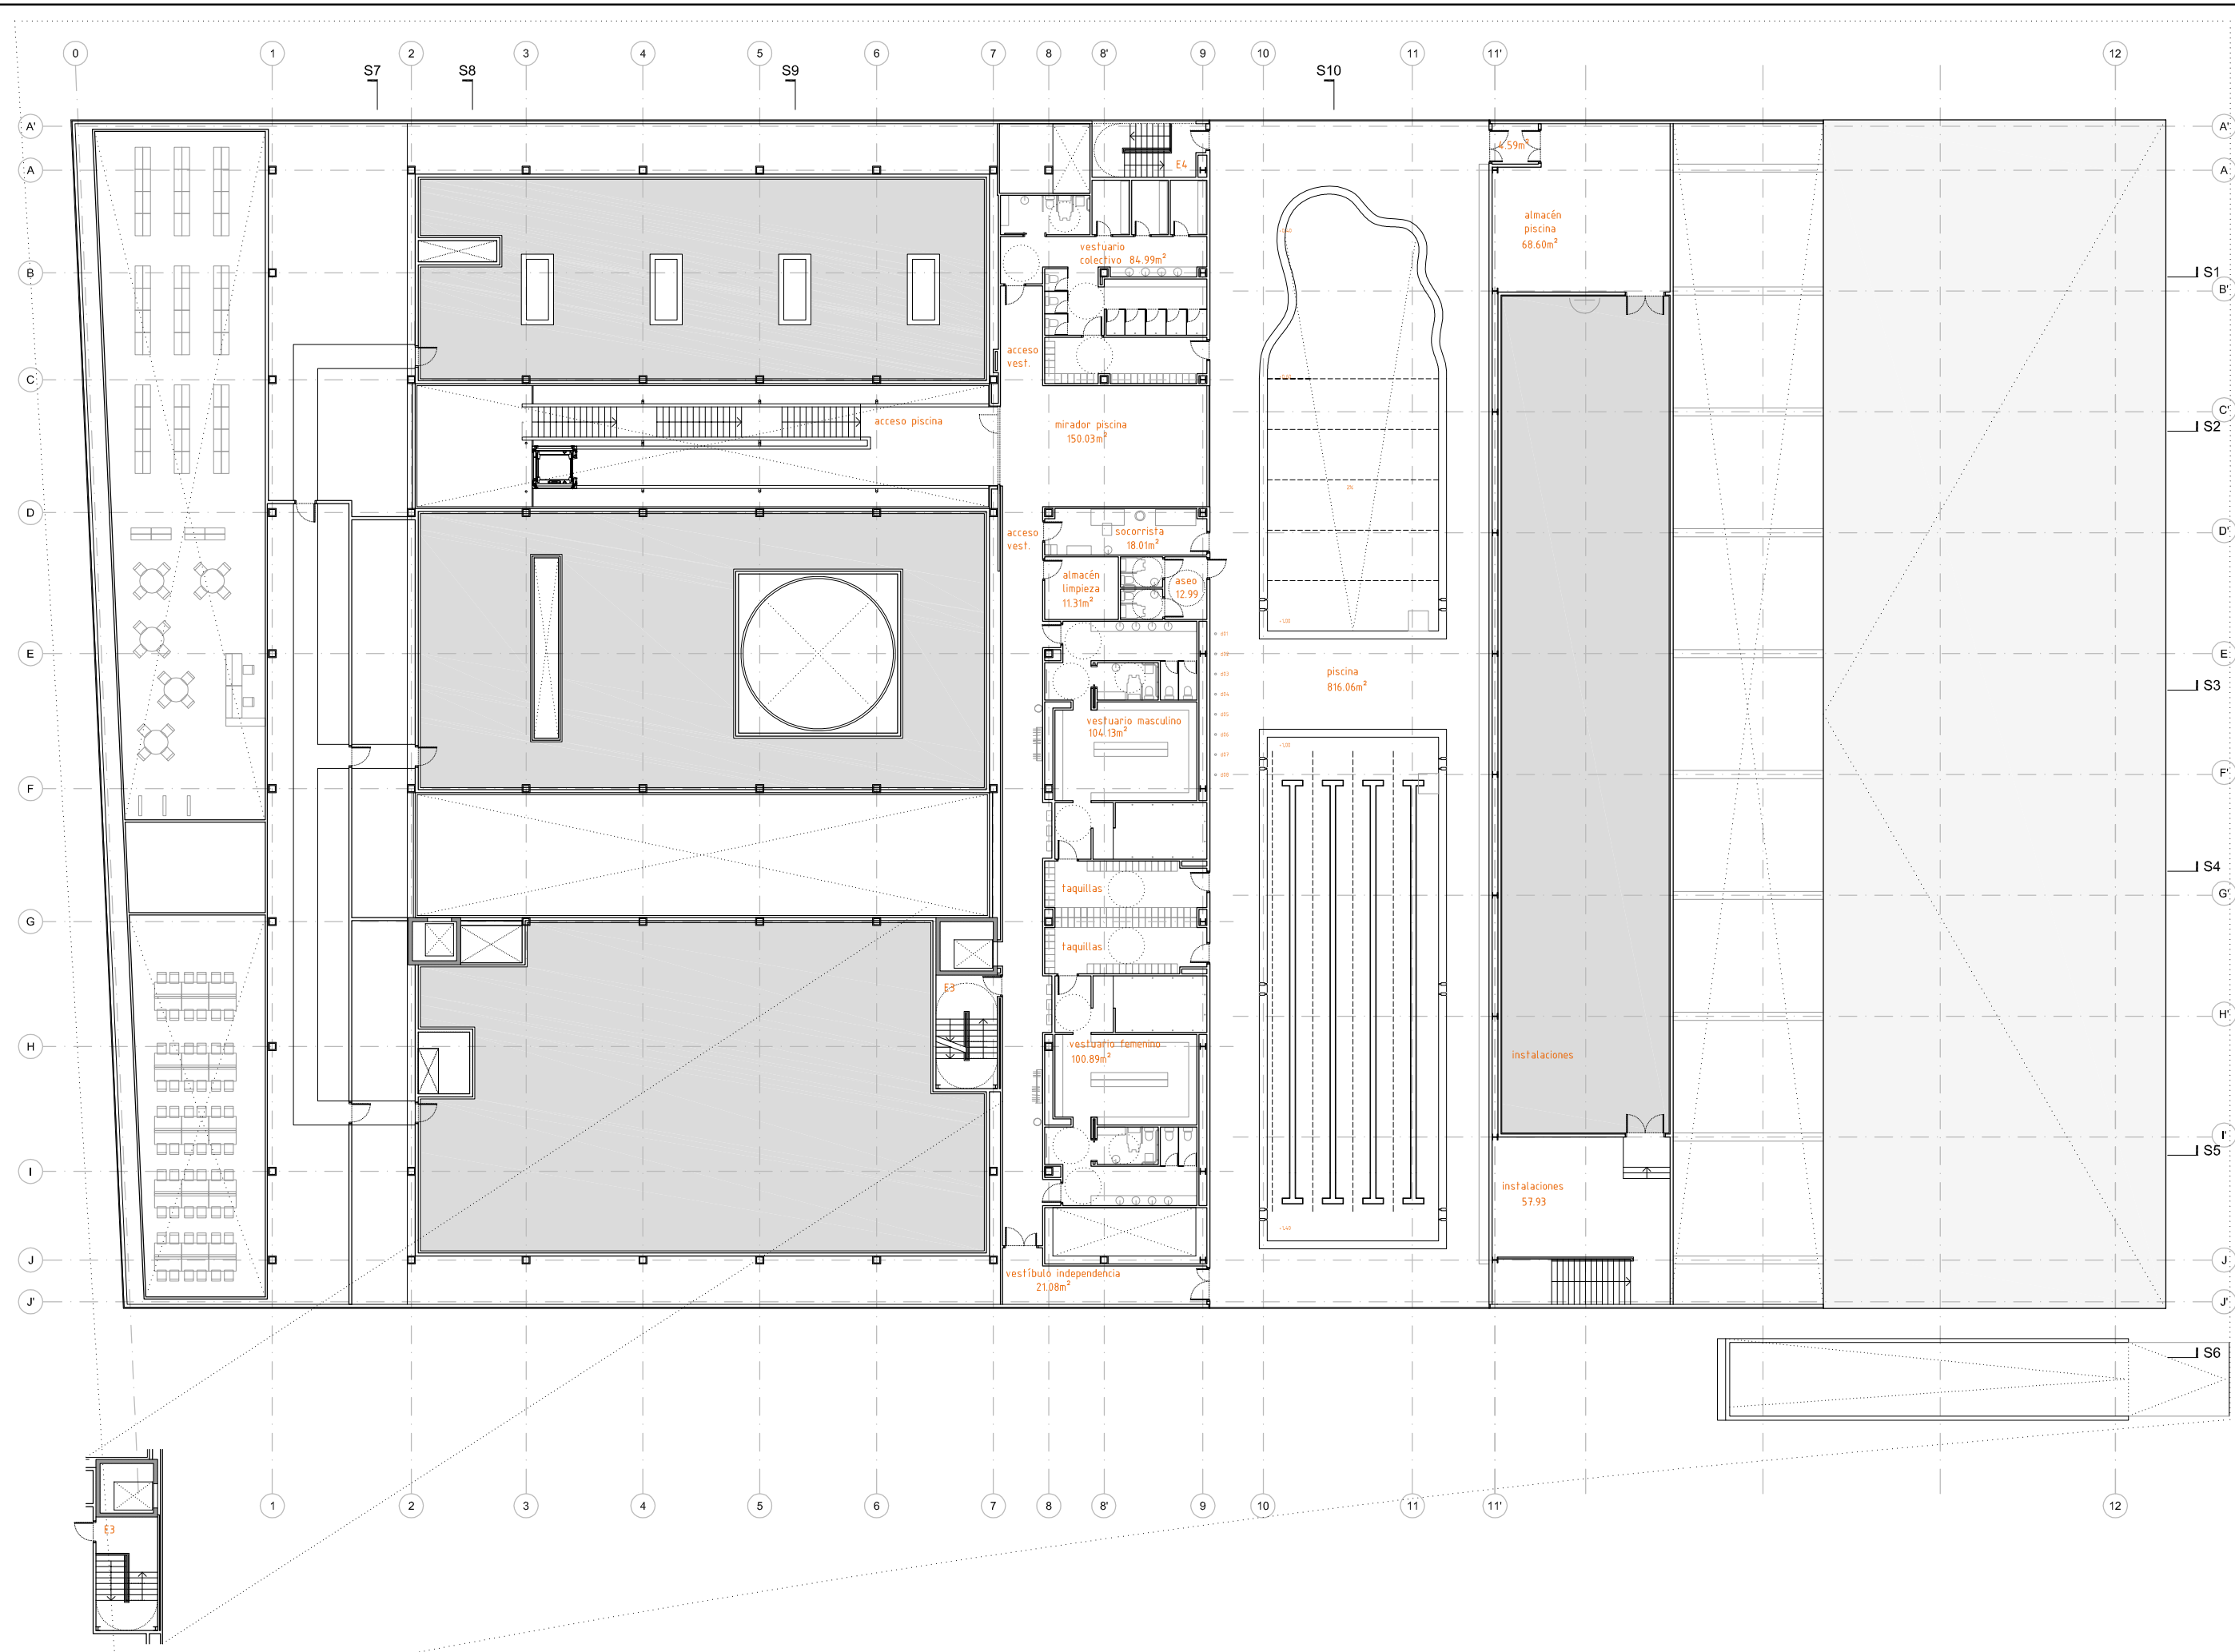 0 1 2 3 4 5 6 7 8 8' 9 10 11 11' 12
S7 S8 S9 S10
A' A'
A A
4.59m²
E4
almacén
piscina
68.60m²
vestuario
colectivo 84.99m²
B
S1
B'
acceso
vest.
C
C'
S2
acceso piscina
mirador piscina
150.03m²
D
D'
acceso
vest.
socorrista
18.01m²
almacén
limpieza
11.31m²
aseo
12.99
E E
piscina
816.06m²
S3
vestuario masculino
104.13m²
F
F'
S4
taquillas
G
G'
taquillas
E3
H
H'
vestuario femenino
100.89m²
instalaciones
I
I'
S5
instalaciones
57.93
J J
vestíbulo independencia
21.08m²
J' J'
S6
1 2 3 4 5 6 7 8 8' 9 10 11 11' 12
E3